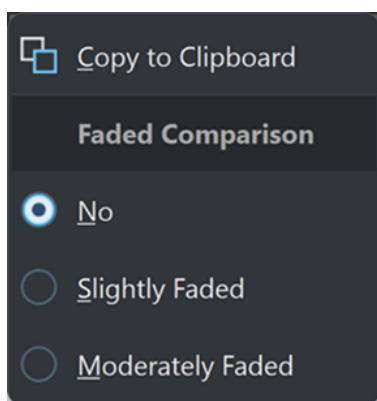 Copy to Clipboard
Faded Comparison
No
Slightly Faded
Moderately Faded